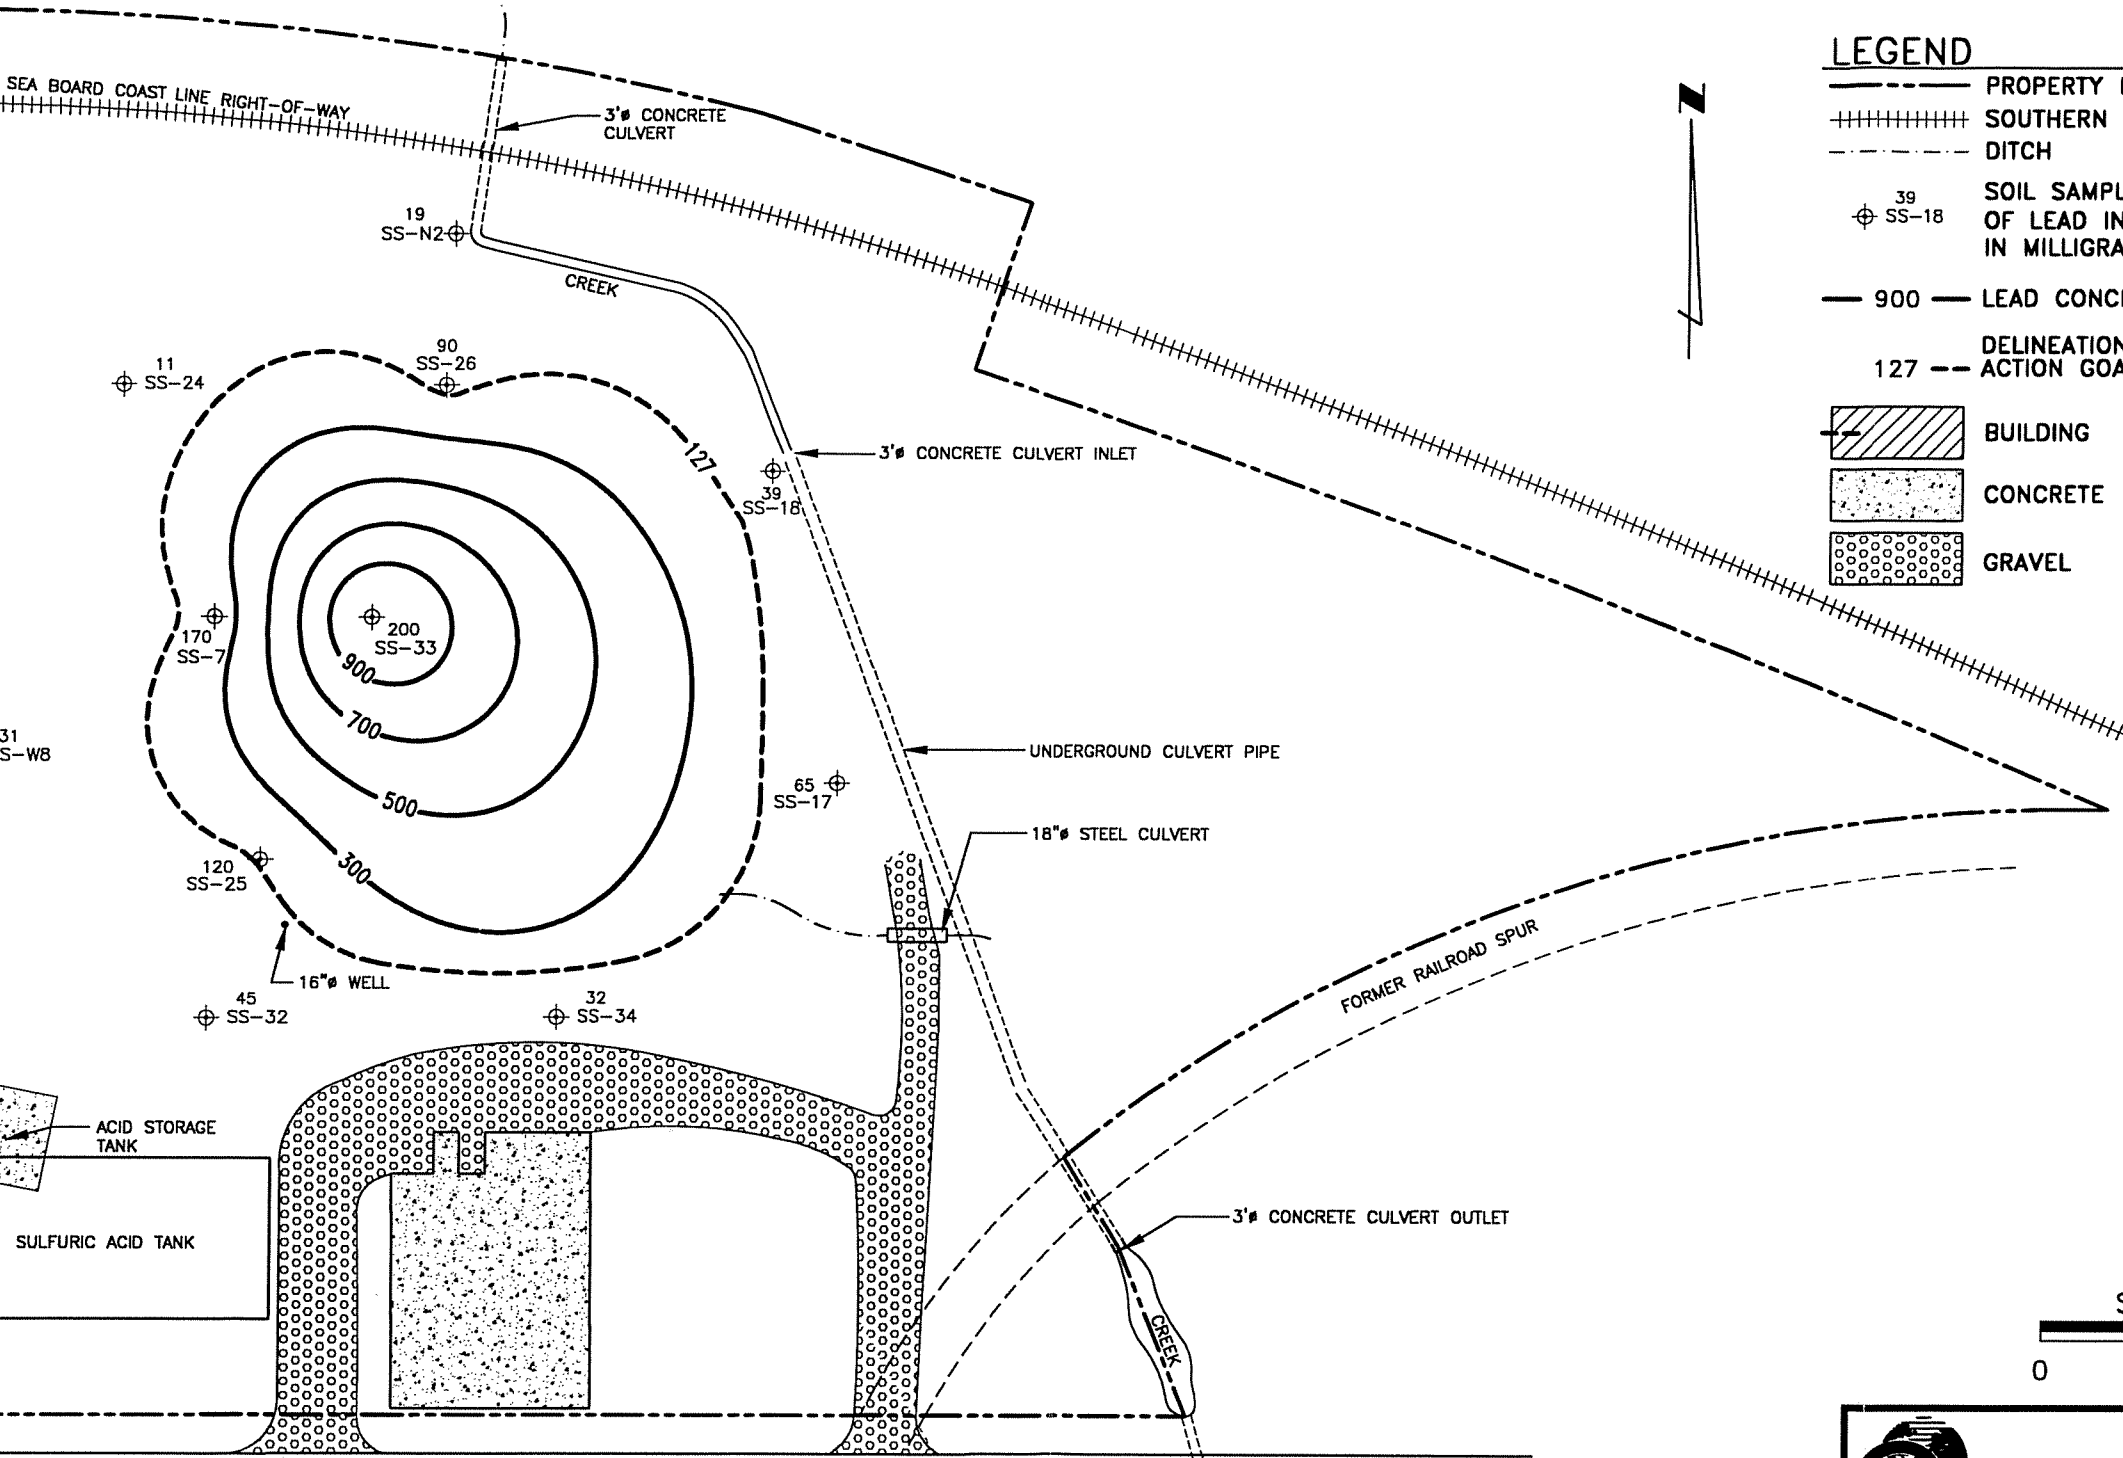 SEA BOARD COAST LINE RIGHT-OF-WAY
3'ø CONCRETE
CULVERT
19
SS-N2
CREEK
11
SS-24
90
SS-26
127
3'ø CONCRETE CULVERT INLET
39
SS-18
170
SS-7
200
SS-33
900
700
500
300
31
S-W8
UNDERGROUND CULVERT PIPE
65
SS-17
18"ø STEEL CULVERT
120
SS-25
16"ø WELL
45
SS-32
32
SS-34
FORMER RAILROAD SPUR
ACID STORAGE
TANK
SULFURIC ACID TANK
3'ø CONCRETE CULVERT OUTLET
CREEK
N
LEGEND
PROPERTY
SOUTHERN
DITCH
39
SS-18
SOIL SAMPL
OF LEAD IN
IN MILLIGRA
900
LEAD CONC
DELINEATION
127
ACTION GOA
BUILDING
CONCRETE
GRAVEL
S
0